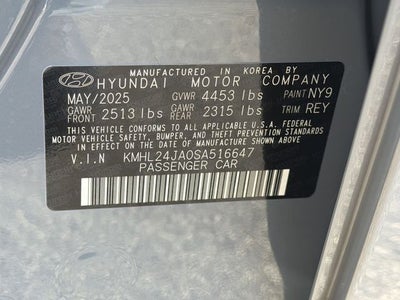 MANUFACTURED IN KOREA BY
HYUNDAI MOTOR COMPANY
MAY/2025 GVWR 4453 lbs PAINT NY9
GAWR FRONT 2513 lbs GAWR REAR 2315 lbs TRIM REY
THIS VEHICLE CONFORMS TO ALL APPLICABLE U.S.A FEDERAL
MOTOR VEHICLE SAFETY, BUMPER, AND THEFT PREVENTION STANDARDS
IN EFFECT ON THE DATE OF MANUFACTURE SHOWN ABOVE.
V.I.N KMHL24JA0SA516647
PASSENGER CAR